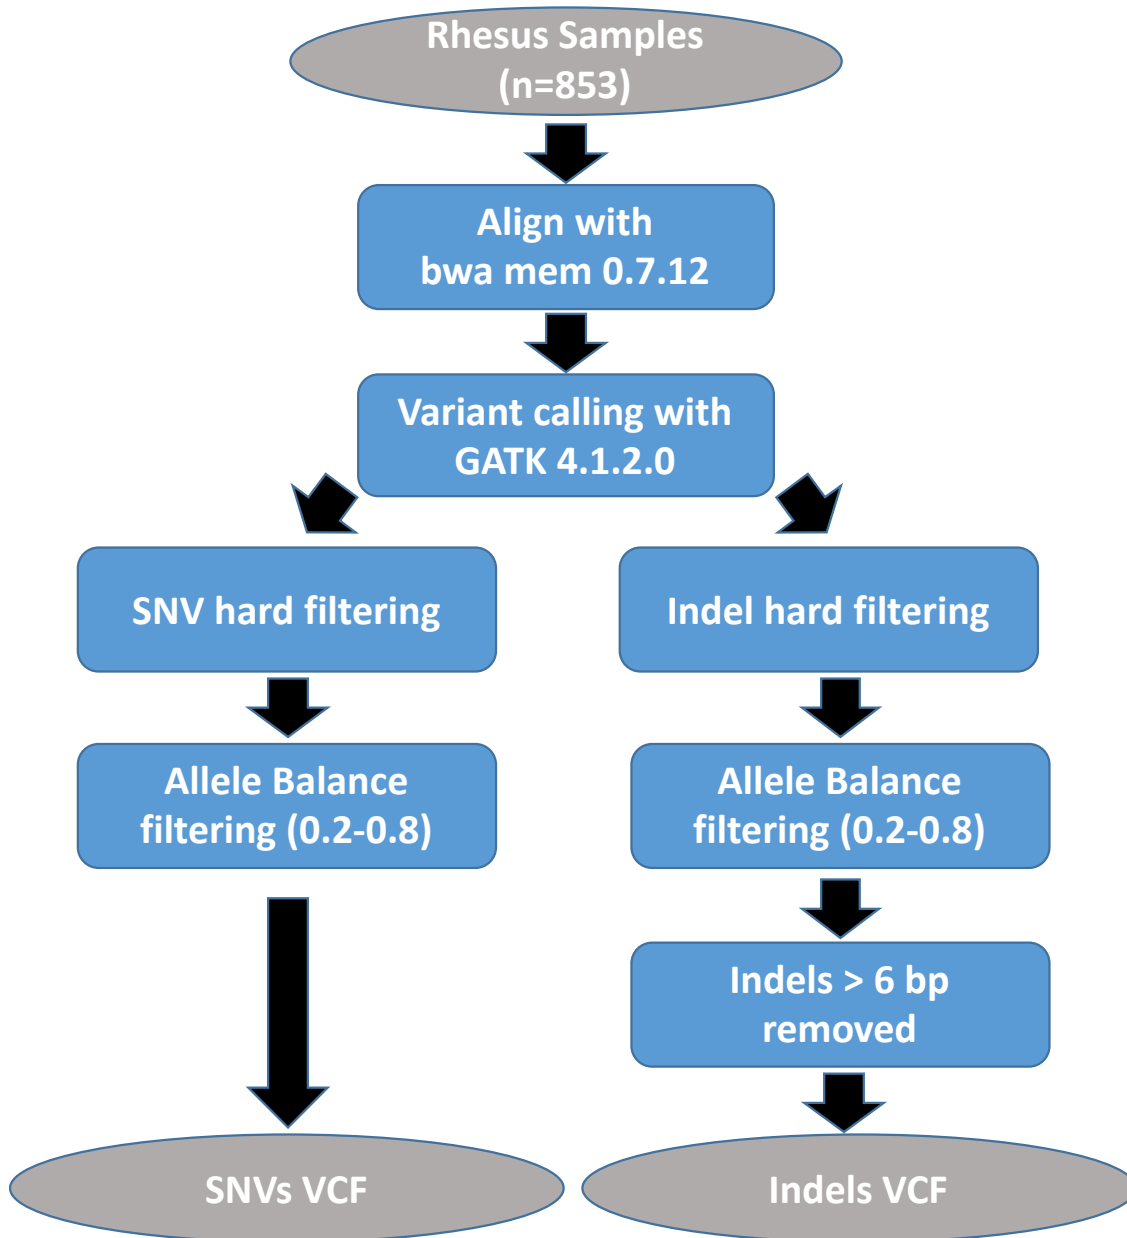 Rhesus Samples
(n=853)
Align with
bwa mem 0.7.12
Variant calling with
GATK 4.1.2.0
SNV hard filtering
Indel hard filtering
Allele Balance
filtering (0.2-0.8)
Allele Balance
filtering (0.2-0.8)
Indels > 6 bp
removed
SNVs VCF
Indels VCF